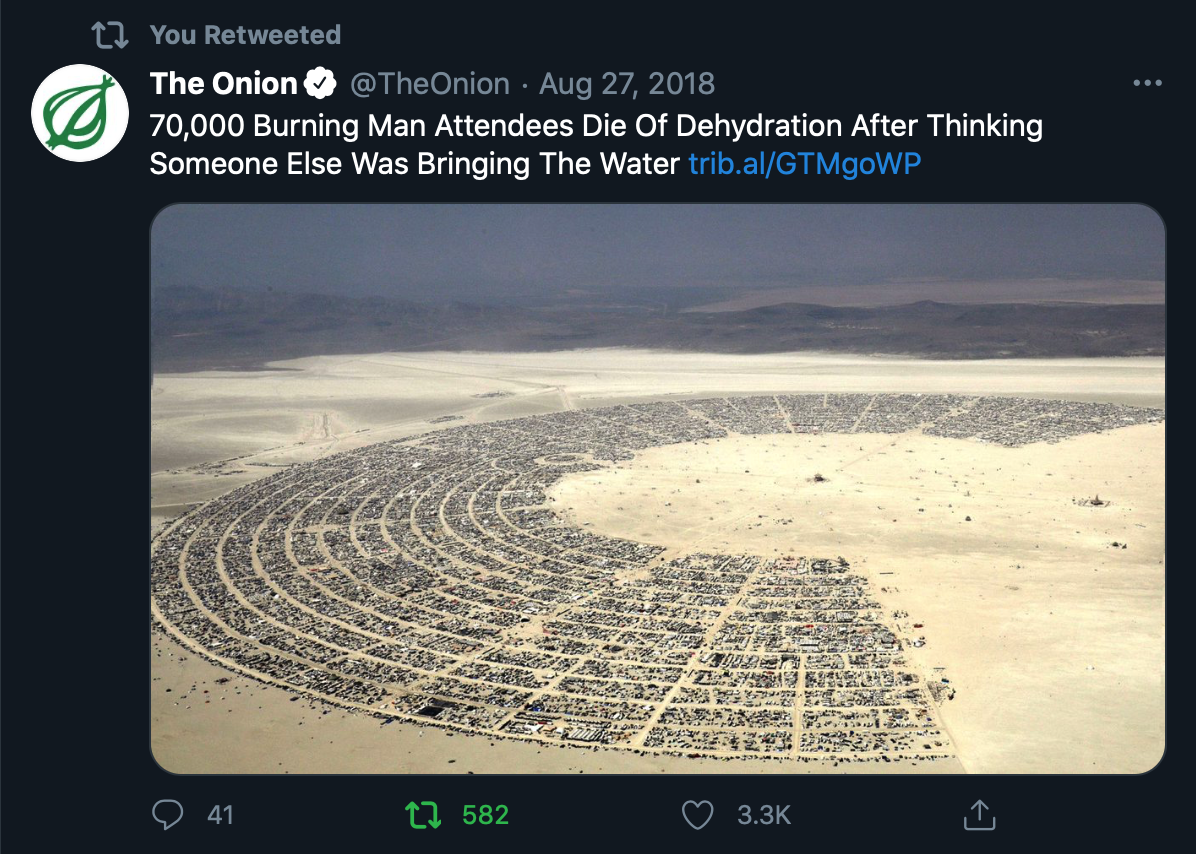 You Retweeted
The Onion @TheOnion · Aug 27, 2018
70,000 Burning Man Attendees Die Of Dehydration After Thinking
Someone Else Was Bringing The Water trib.al/GTMgoWP
41 582 3.3K